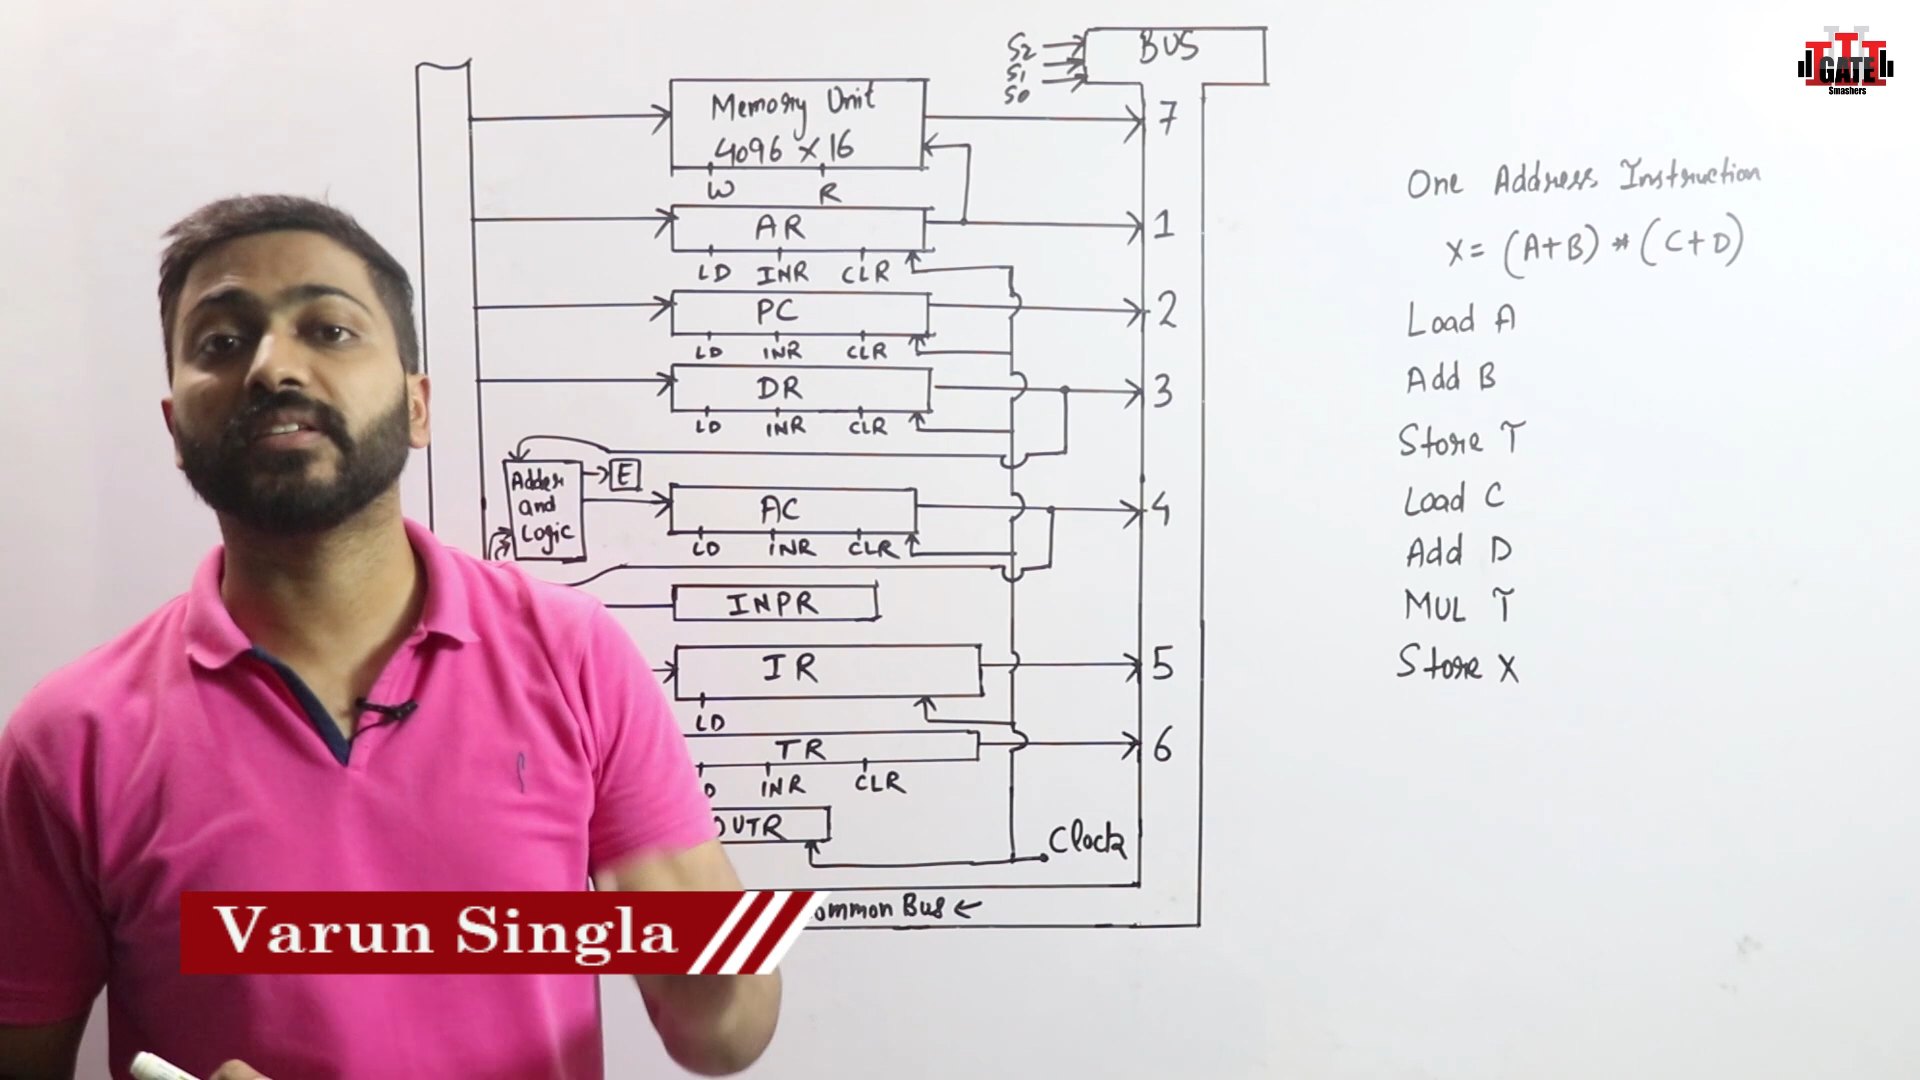 BUS
S2
S1
S0
Memory Unit
4096 × 16
W R
7
AR
1
LD INR CLR
PC
2
LD INR CLR
DR
3
LD INR CLR
Adder
and
Logic
E
AC
4
LD INR CLR
INPR
IR
5
LD
TR
6
INR CLR
OUTR
Clock
Bus ←
One Address Instruction
X = (A+B) * (C+D)
Load A
Add B
Store T
Load C
Add D
MUL T
Store X
Varun Singla
GATE
Smashers